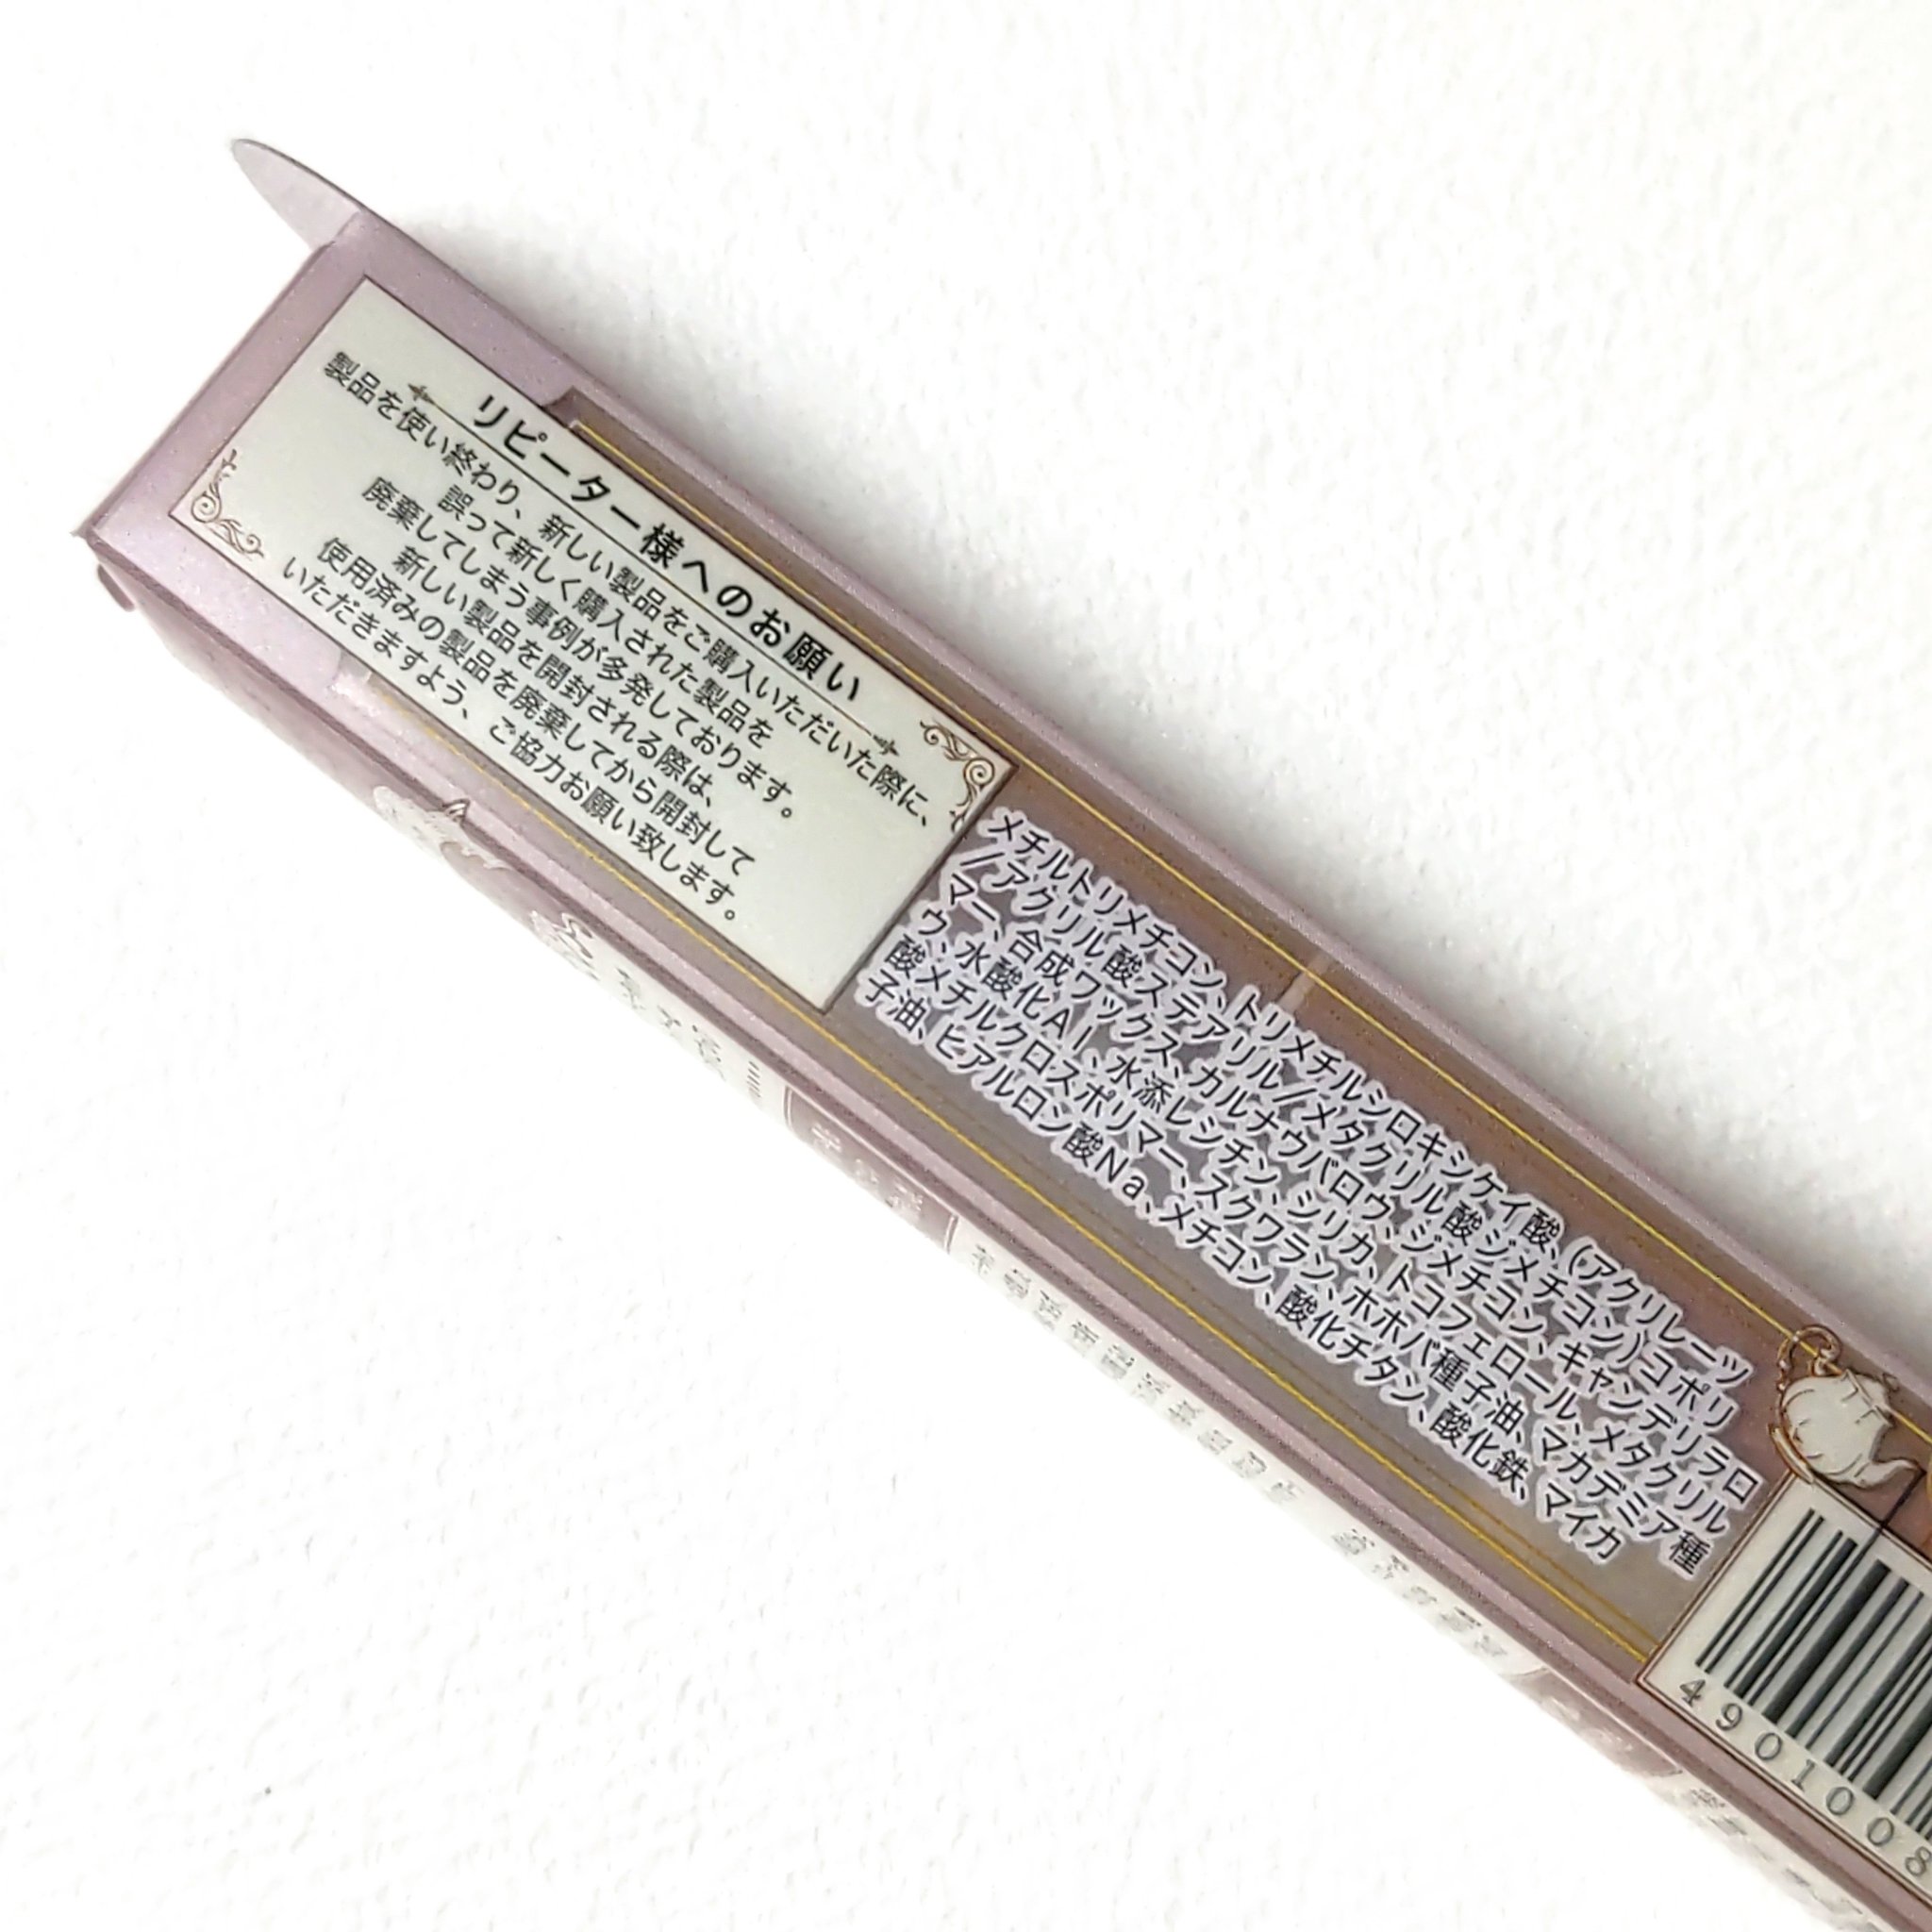 リピーター様へのお願い
製品を使い終わり、新しい製品をご購入いただいた際に、
誤って新しく購入された製品を
廃棄してしまう事例が多発しております。
新しい製品を開封される際は、
使用済みの製品を廃棄してから開封して
いただきますよう、ご協力お願い致します。
メチルトリメチコン、トリメチルシロキシケイ酸、(アクリレーツ
/アクリル酸ステアリル/メタクリル酸ジメチコン)コポリ
マー、合成ワックス、カルナウバロウ、ジメチコン、キャンデリラロ
ウ、水酸化Al、水添レシチン、シリカ、トコフェロール、メタクリル
酸メチルクロスポリマー、スクワラン、ホホバ種子油、マカデミア種
子油、ヒアルロン酸Na、メチコン、酸化チタン、酸化鉄、マイカ
4901008